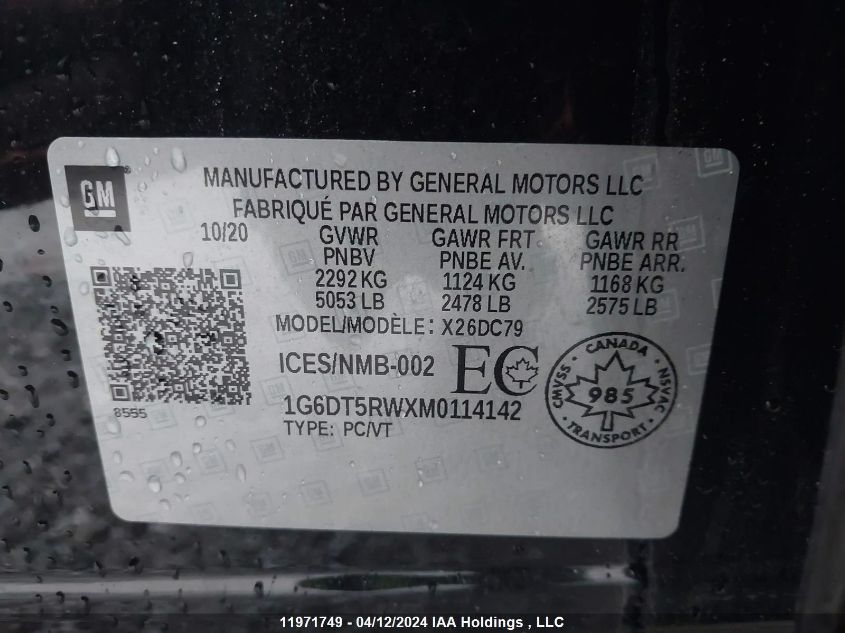 GM
MANUFACTURED BY GENERAL MOTORS LLC
FABRIQUÉ PAR GENERAL MOTORS LLC
10/20 GVWR GAWR FRT GAWR RR
PNBV PNBE AV. PNBE ARR.
2292 KG 1124 KG 1168 KG
5053 LB 2478 LB 2575 LB
MODEL/MODÈLE: X26DC79
ICES/NMB-002 EC
8555
1G6DT5RWXM0114142
TYPE: PC/VT
CANADA
CMVSS 985 NSVAC
TRANSPORT
11971749 - 04/12/2024 IAA Holdings , LLC